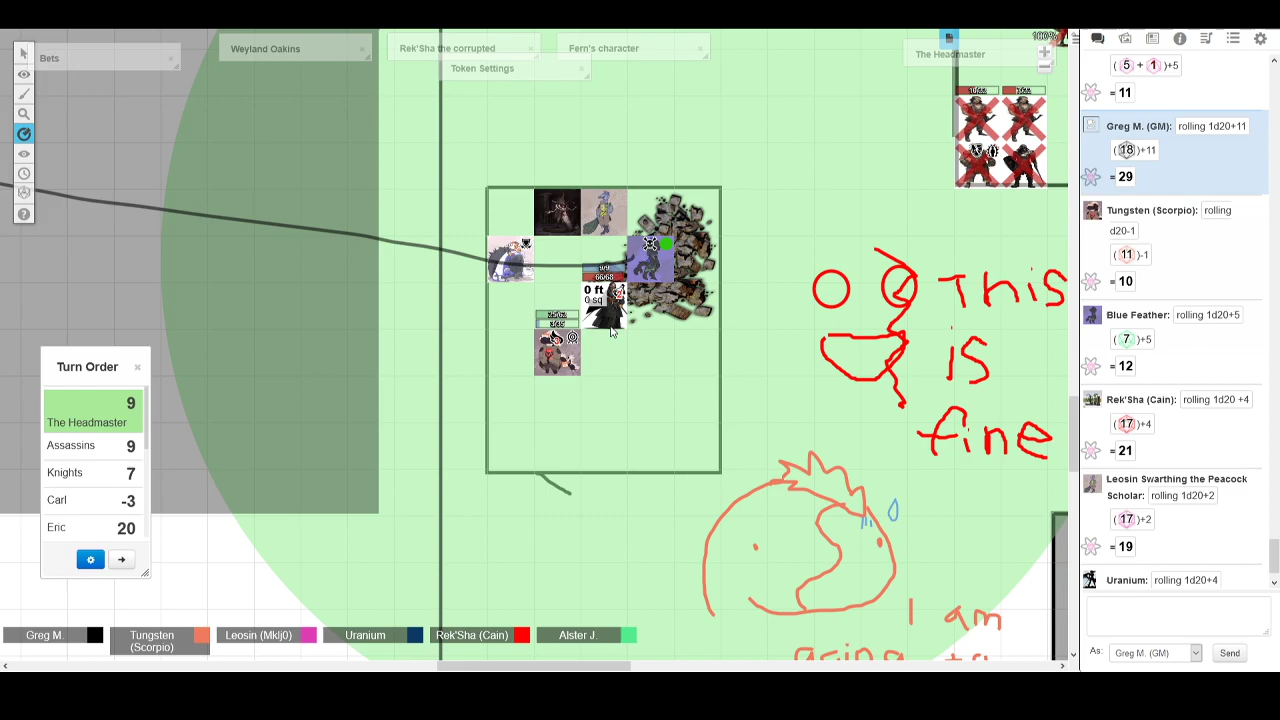 Bets
Weyland Oakins
Rek'Sha the corrupted
Fern's character
Token Settings
The Headmaster
100%
(5 + 1)+5
= 11
Greg M. (GM): rolling 1d20+11
(18)+11
= 29
Tungsten (Scorpio): rolling
d20-1
(11)-1
= 10
Blue Feather: rolling 1d20+5
(7)+5
= 12
Rek'Sha (Cain): rolling 1d20 +4
(17)+4
= 21
Leosin Swarthing the Peacock
Scholar: rolling 1d20+2
(17)+2
= 19
Uranium: rolling 1d20+4
As: Greg M. (GM) Send
0 ft
0 sq
66/66
This
is
fine
I am
going to
Turn Order
9
The Headmaster
Assassins 9
Knights 7
Carl -3
Eric 20
Greg M.
Tungsten
(Scorpio)
Leosin (Mklj0)
Uranium
Rek'Sha (Cain)
Alster J.